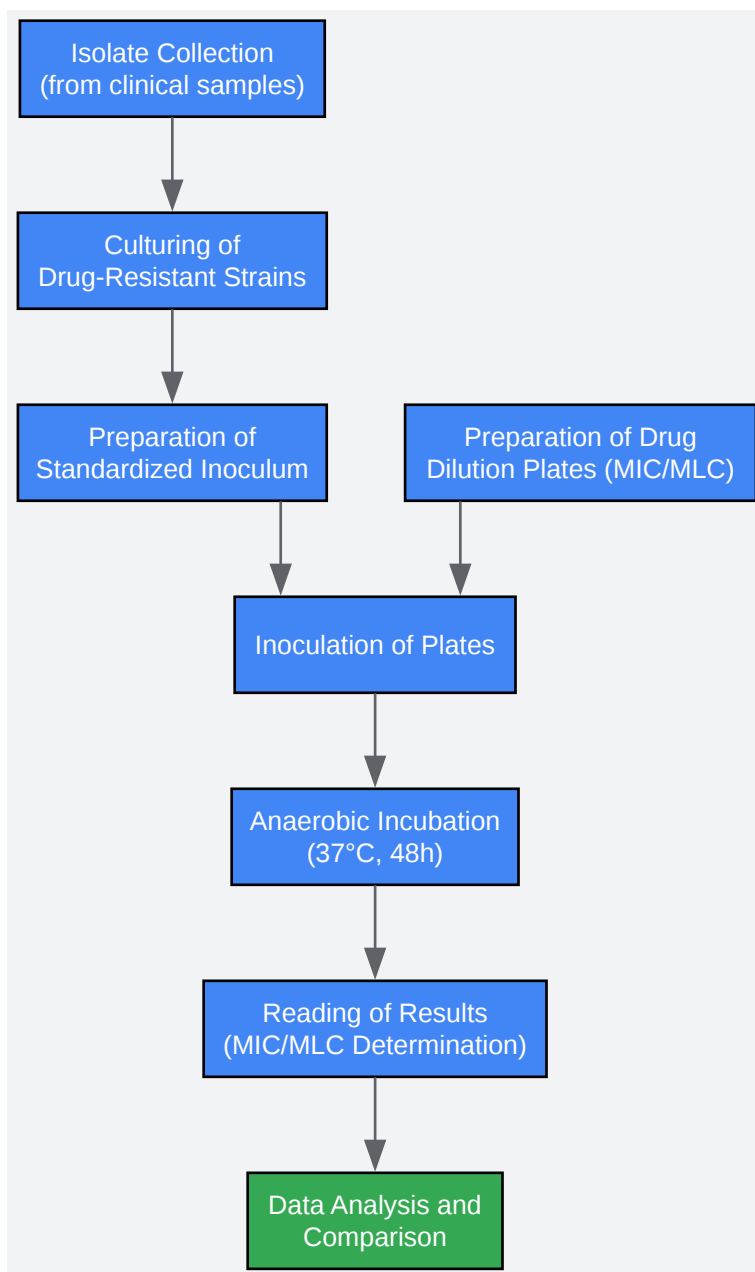 Isolate Collection
(from clinical samples)
Culturing of
Drug-Resistant Strains
Preparation of
Standardized Inoculum
Preparation of Drug
Dilution Plates (MIC/MLC)
Inoculation of Plates
Anaerobic Incubation
(37°C, 48h)
Reading of Results
(MIC/MLC Determination)
Data Analysis and
Comparison